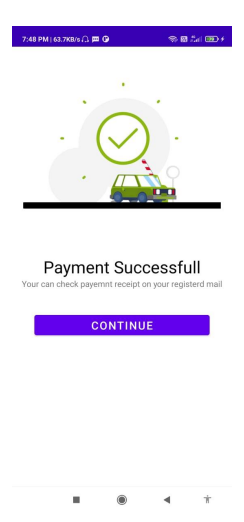 7:48 PM | 63.7KB/s
Payment Successfull
Your can check payemnt receipt on your registerd mail
CONTINUE